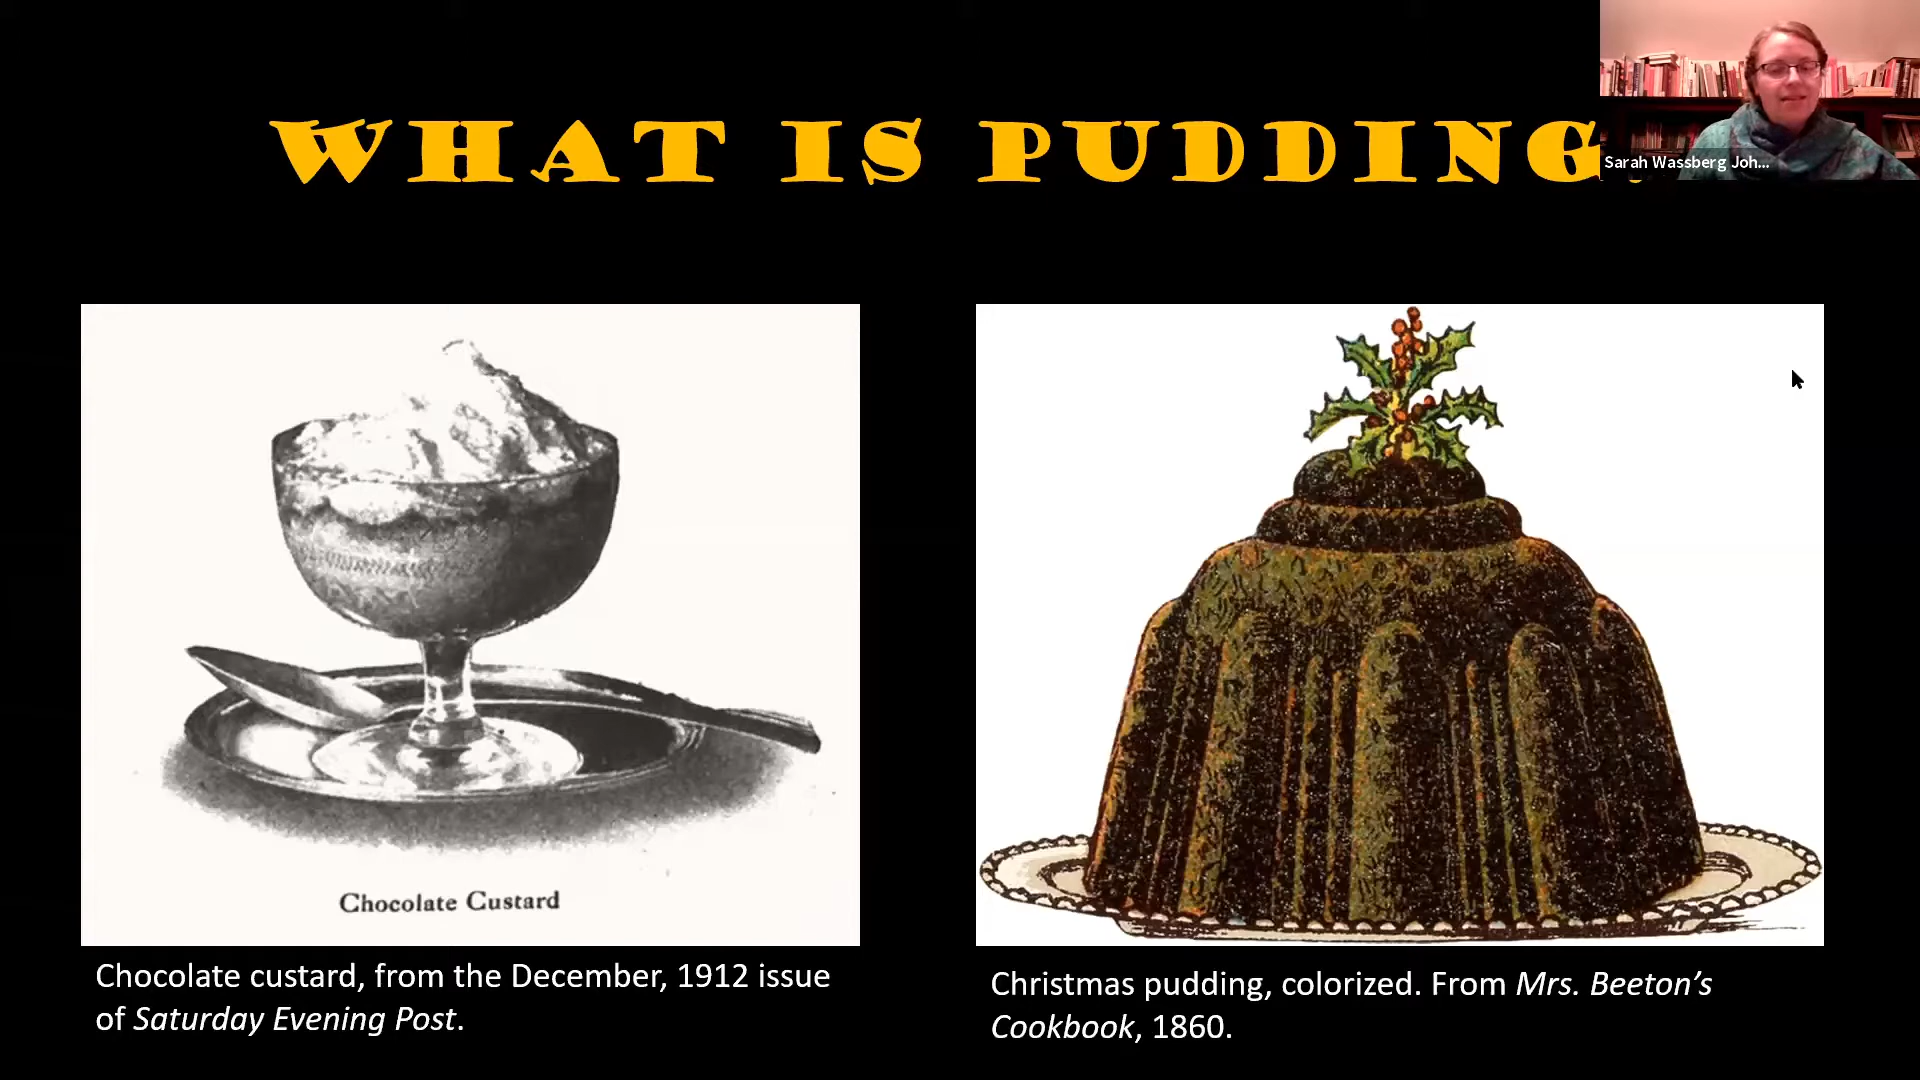 WHAT IS PUDDING
Sarah Wassberg Joh...
Chocolate Custard
Chocolate custard, from the December, 1912 issue
of Saturday Evening Post.
Christmas pudding, colorized. From Mrs. Beeton's
Cookbook, 1860.